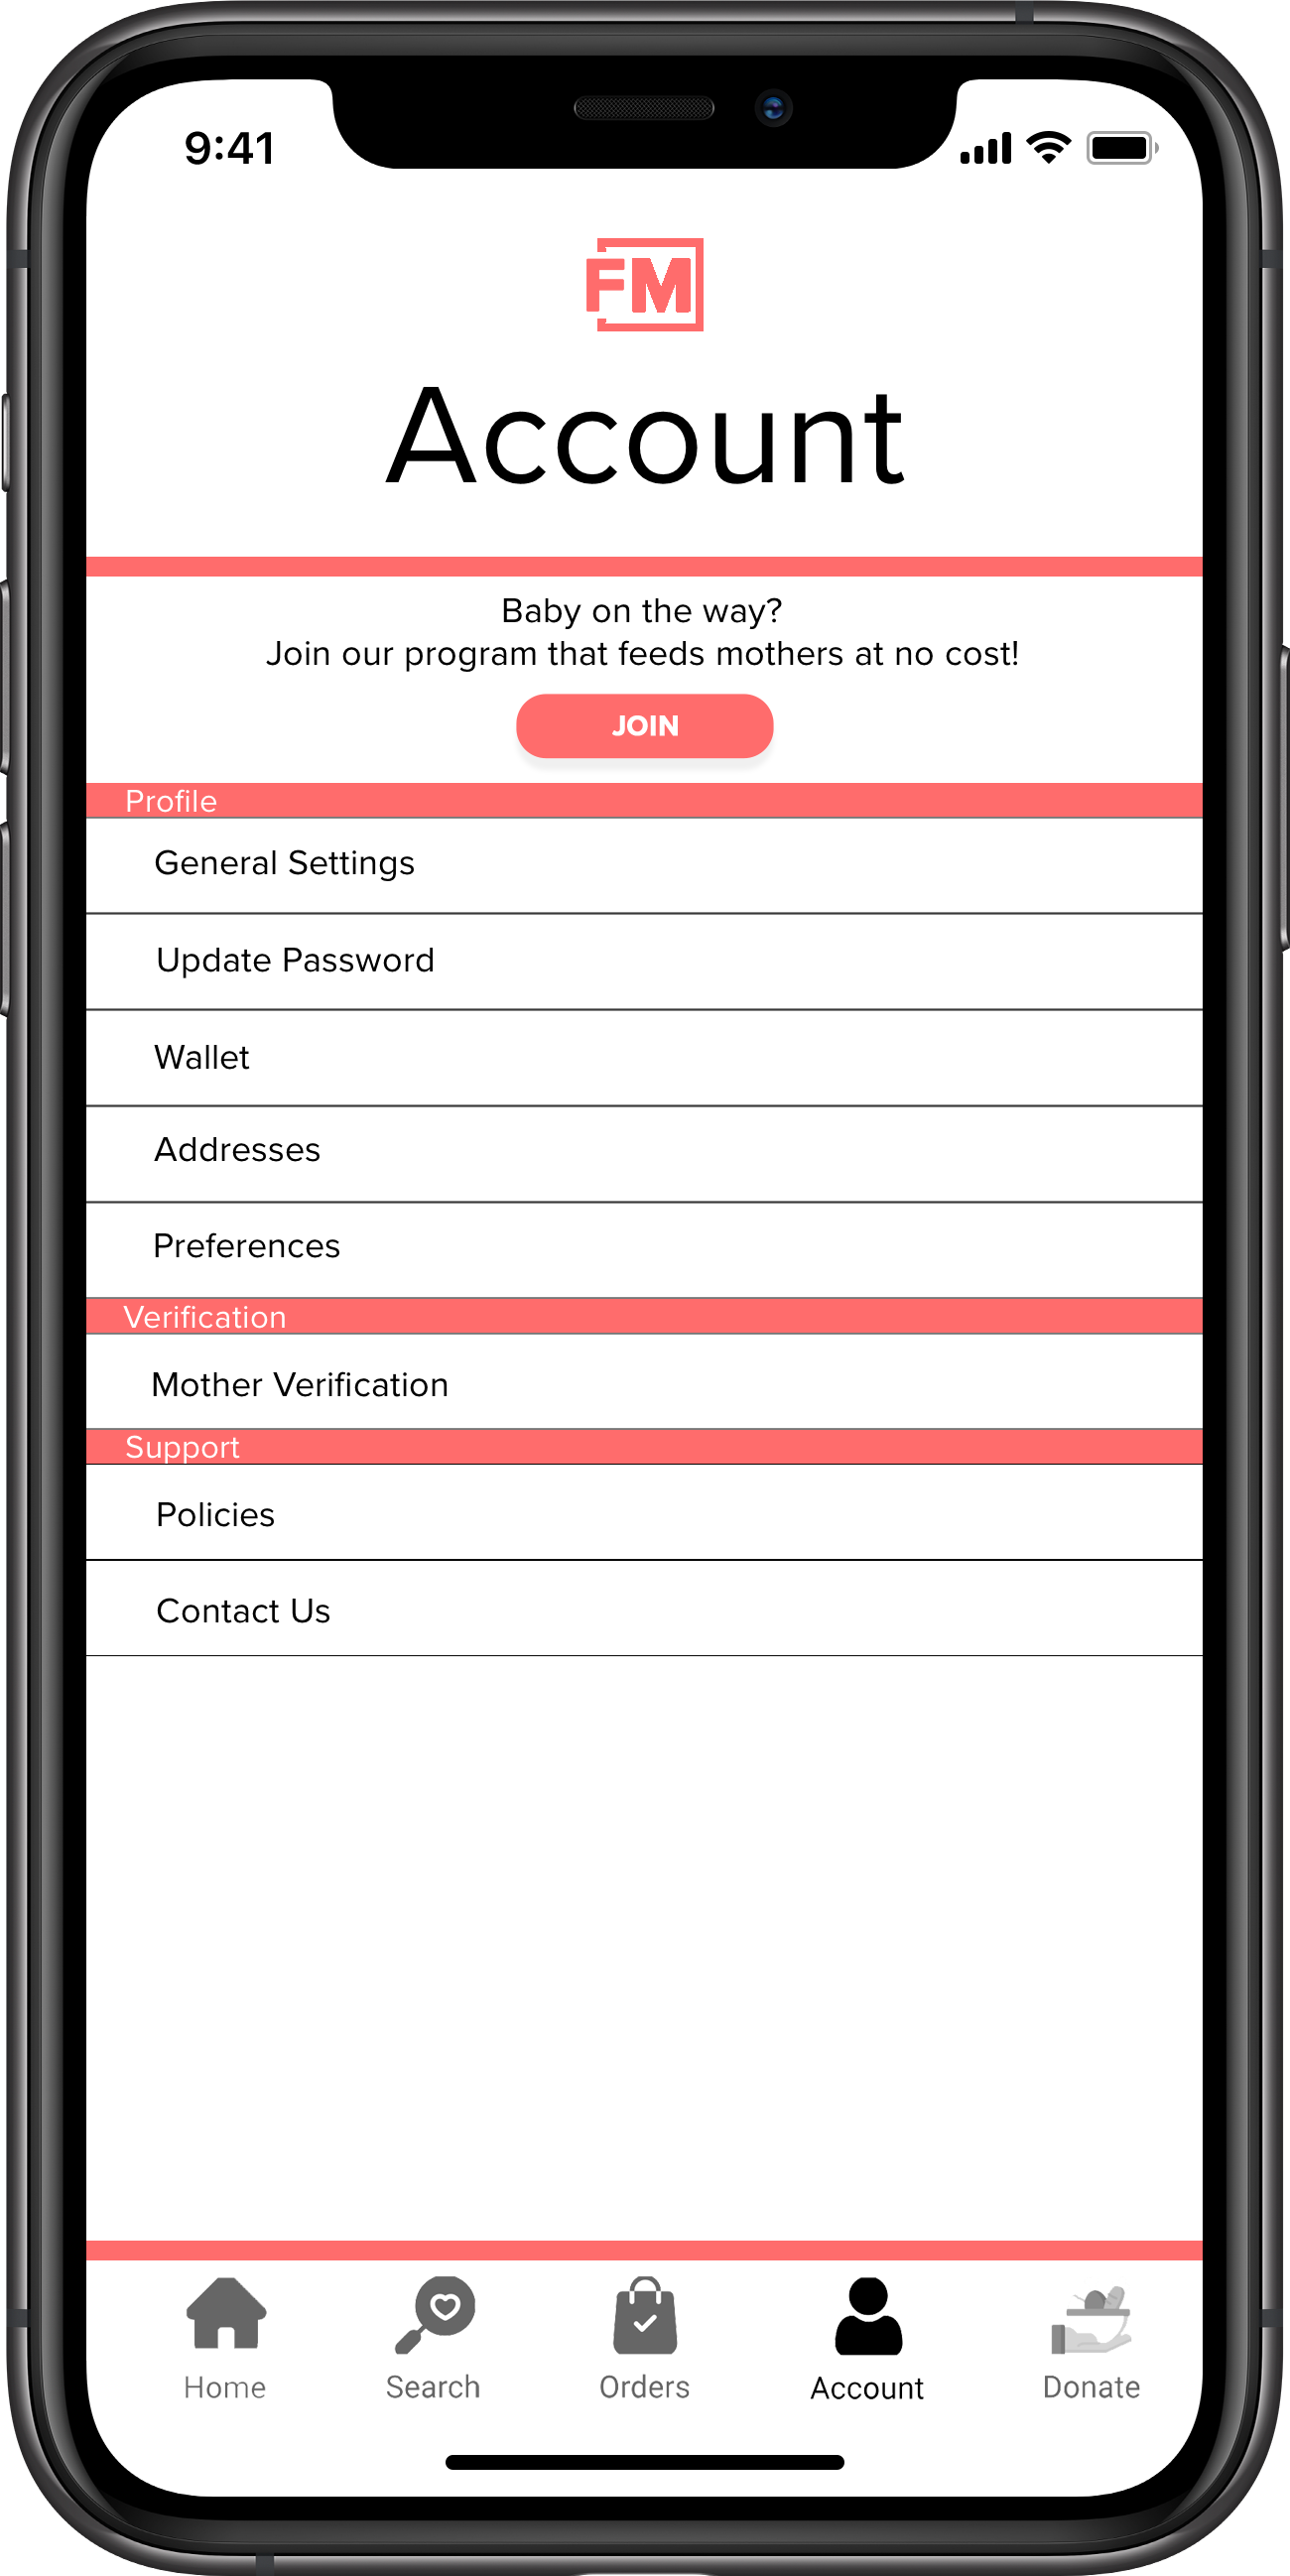 9:41
FM
Account
Baby on the way?
Join our program that feeds mothers at no cost!
JOIN
Profile
General Settings
Update Password
Wallet
Addresses
Preferences
Verification
Mother Verification
Support
Policies
Contact Us
Home Search Orders Account Donate